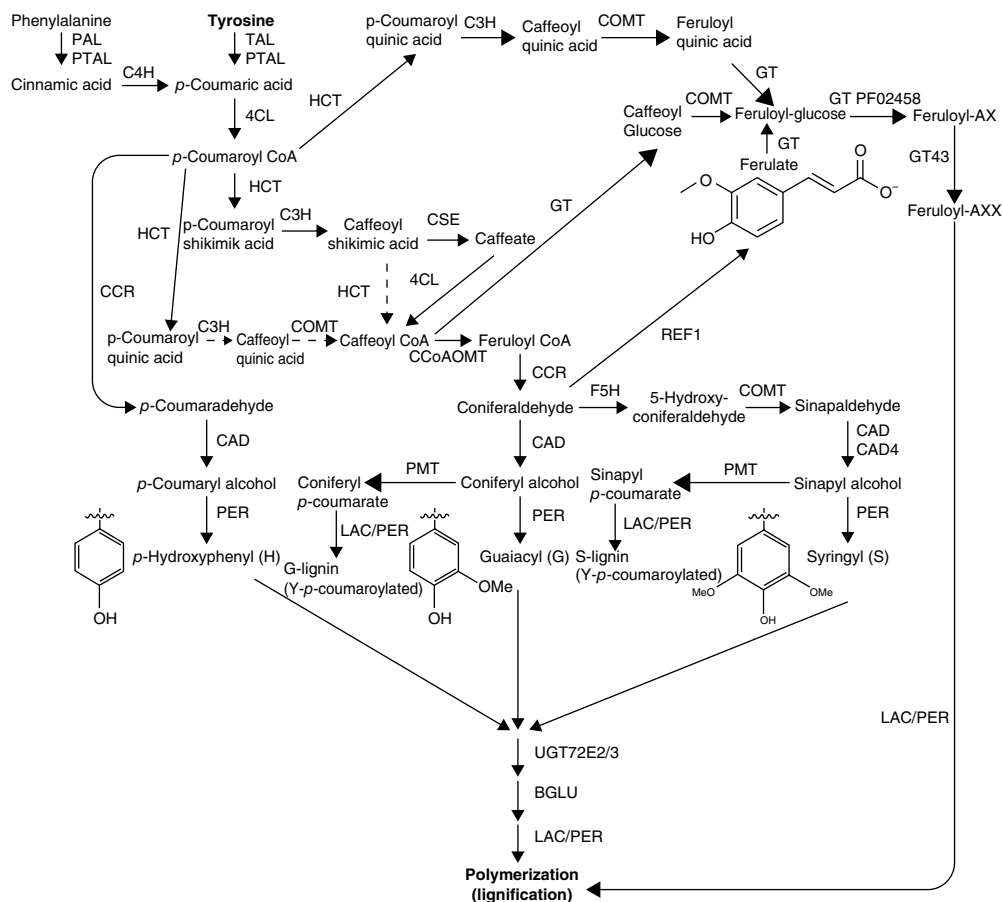 Phenylalanine
PAL
PTAL
Cinnamic acid
C4H
Tyrosine
TAL
PTAL
p-Coumaric acid
4CL
p-Coumaroyl CoA
HCT
p-Coumaroyl
quinic acid
C3H
Caffeoyl
quinic acid
COMT
Feruloyl
quinic acid
GT
Caffeoyl
Glucose
COMT
Feruloyl-glucose
GT PF02458
Feruloyl-AX
GT43
Feruloyl-AXX
GT
Ferulate
O
O
O–
HO
HCT
p-Coumaroyl
shikimik acid
C3H
Caffeoyl
shikimic acid
CSE
Caffeate
GT
HCT
HCT
4CL
CCR
p-Coumaroyl
quinic acid
C3H
Caffeoyl
quinic acid
COMT
Caffeoyl CoA
CCoAOMT
Feruloyl CoA
REF1
CCR
p-Coumaradehyde
Coniferaldehyde
F5H
5-Hydroxy-
coniferaldehyde
COMT
Sinapaldehyde
CAD
CAD
CAD
CAD4
p-Coumaryl alcohol
Coniferyl
p-coumarate
PMT
Coniferyl alcohol
Sinapyl
p-coumarate
PMT
Sinapyl alcohol
PER
LAC/PER
PER
LAC/PER
PER
p-Hydroxyphenyl (H)
G-lignin
(Y-p-coumaroylated)
Guaiacyl (G)
S-lignin
(Y-p-coumaroylated)
Syringyl (S)
OH
OMe
OH
MeO
OMe
OH
LAC/PER
UGT72E2/3
BGLU
LAC/PER
Polymerization
(lignification)